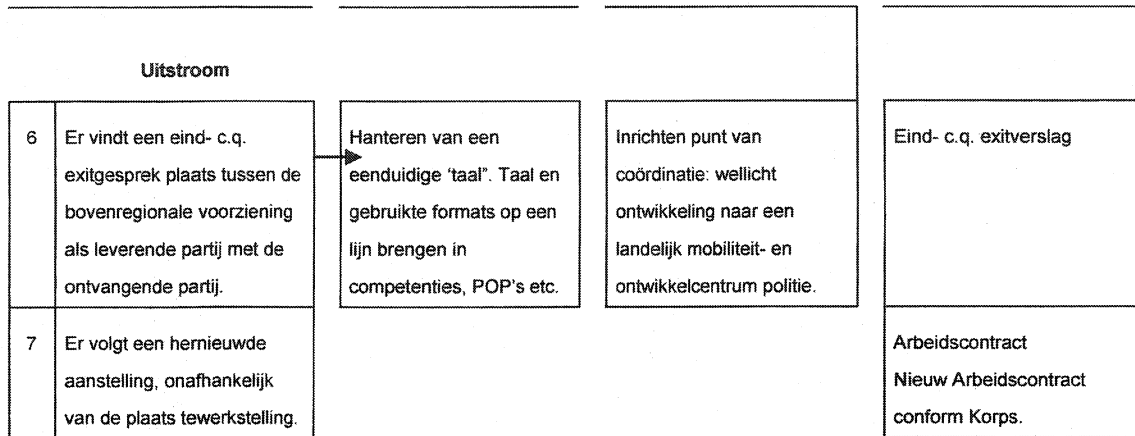 Uitstroom
6
Er vindt een eind- c.q.
exitgesprek plaats tussen de
bovenregionale voorziening
als leverende partij met de
ontvangende partij.
Hanteren van een
eenduidige 'taal". Taal en
gebruikte formats op een
lijn brengen in
competenties, POP's etc.
Inrichten punt van
coördinatie: wellicht
ontwikkeling naar een
landelijk mobiliteit- en
ontwikkelcentrum politie.
Eind- c.q. exitverslag
7
Er volgt een hernieuwde
aanstelling, onafhankelijk
van de plaats tewerkstelling.
Arbeidscontract
Nieuw Arbeidscontract
conform Korps.